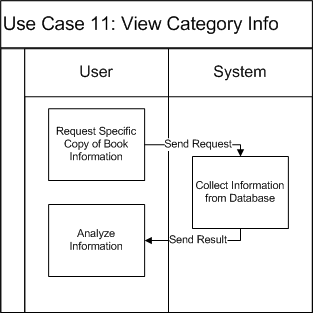 Use Case 11: View Category Info
User
System
Request Specific
Copy of Book
Information
Send Request
Collect Information
from Database
Analyze
Information
Send Result